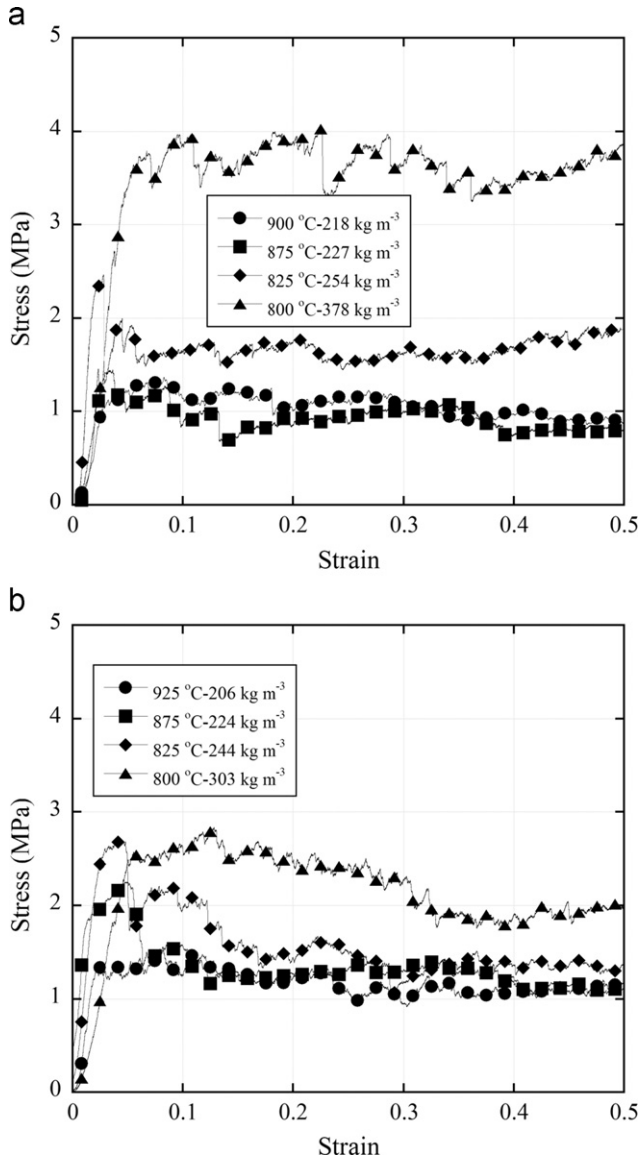 a
5
4
3
2
1
0
Stress (MPa)
900 °C-218 kg m⁻³
875 °C-227 kg m⁻³
825 °C-254 kg m⁻³
800 °C-378 kg m⁻³
0 0.1 0.2 0.3 0.4 0.5
Strain
b
5
4
3
2
1
0
Stress (MPa)
925 °C-206 kg m⁻³
875 °C-224 kg m⁻³
825 °C-244 kg m⁻³
800 °C-303 kg m⁻³
0 0.1 0.2 0.3 0.4 0.5
Strain